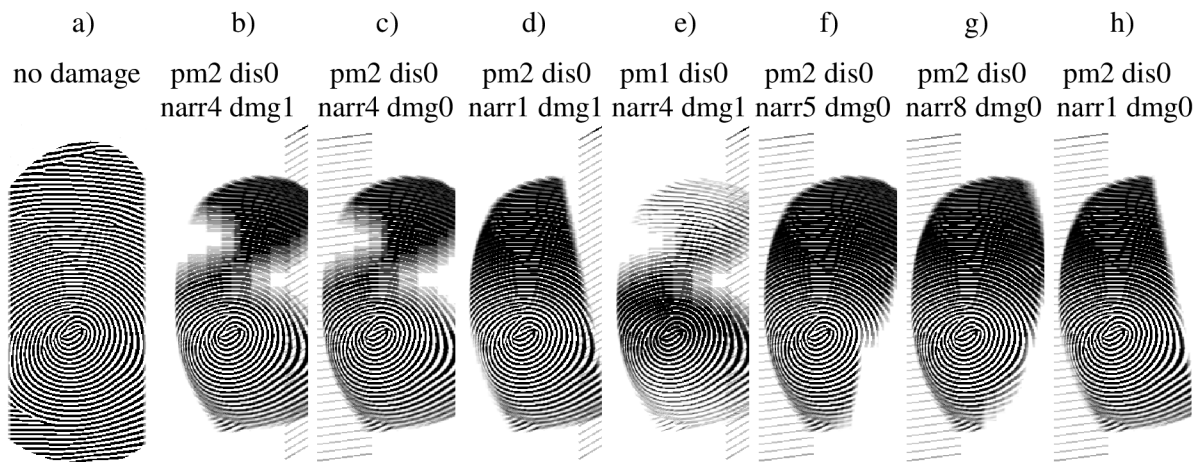 a) b) c) d) e) f) g) h)
no damage pm2 dis0 pm2 dis0 pm2 dis0 pm1 dis0 pm2 dis0 pm2 dis0 pm2 dis0
narr4 dmg1 narr4 dmg0 narr1 dmg1 narr4 dmg1 narr5 dmg0 narr8 dmg0 narr1 dmg0